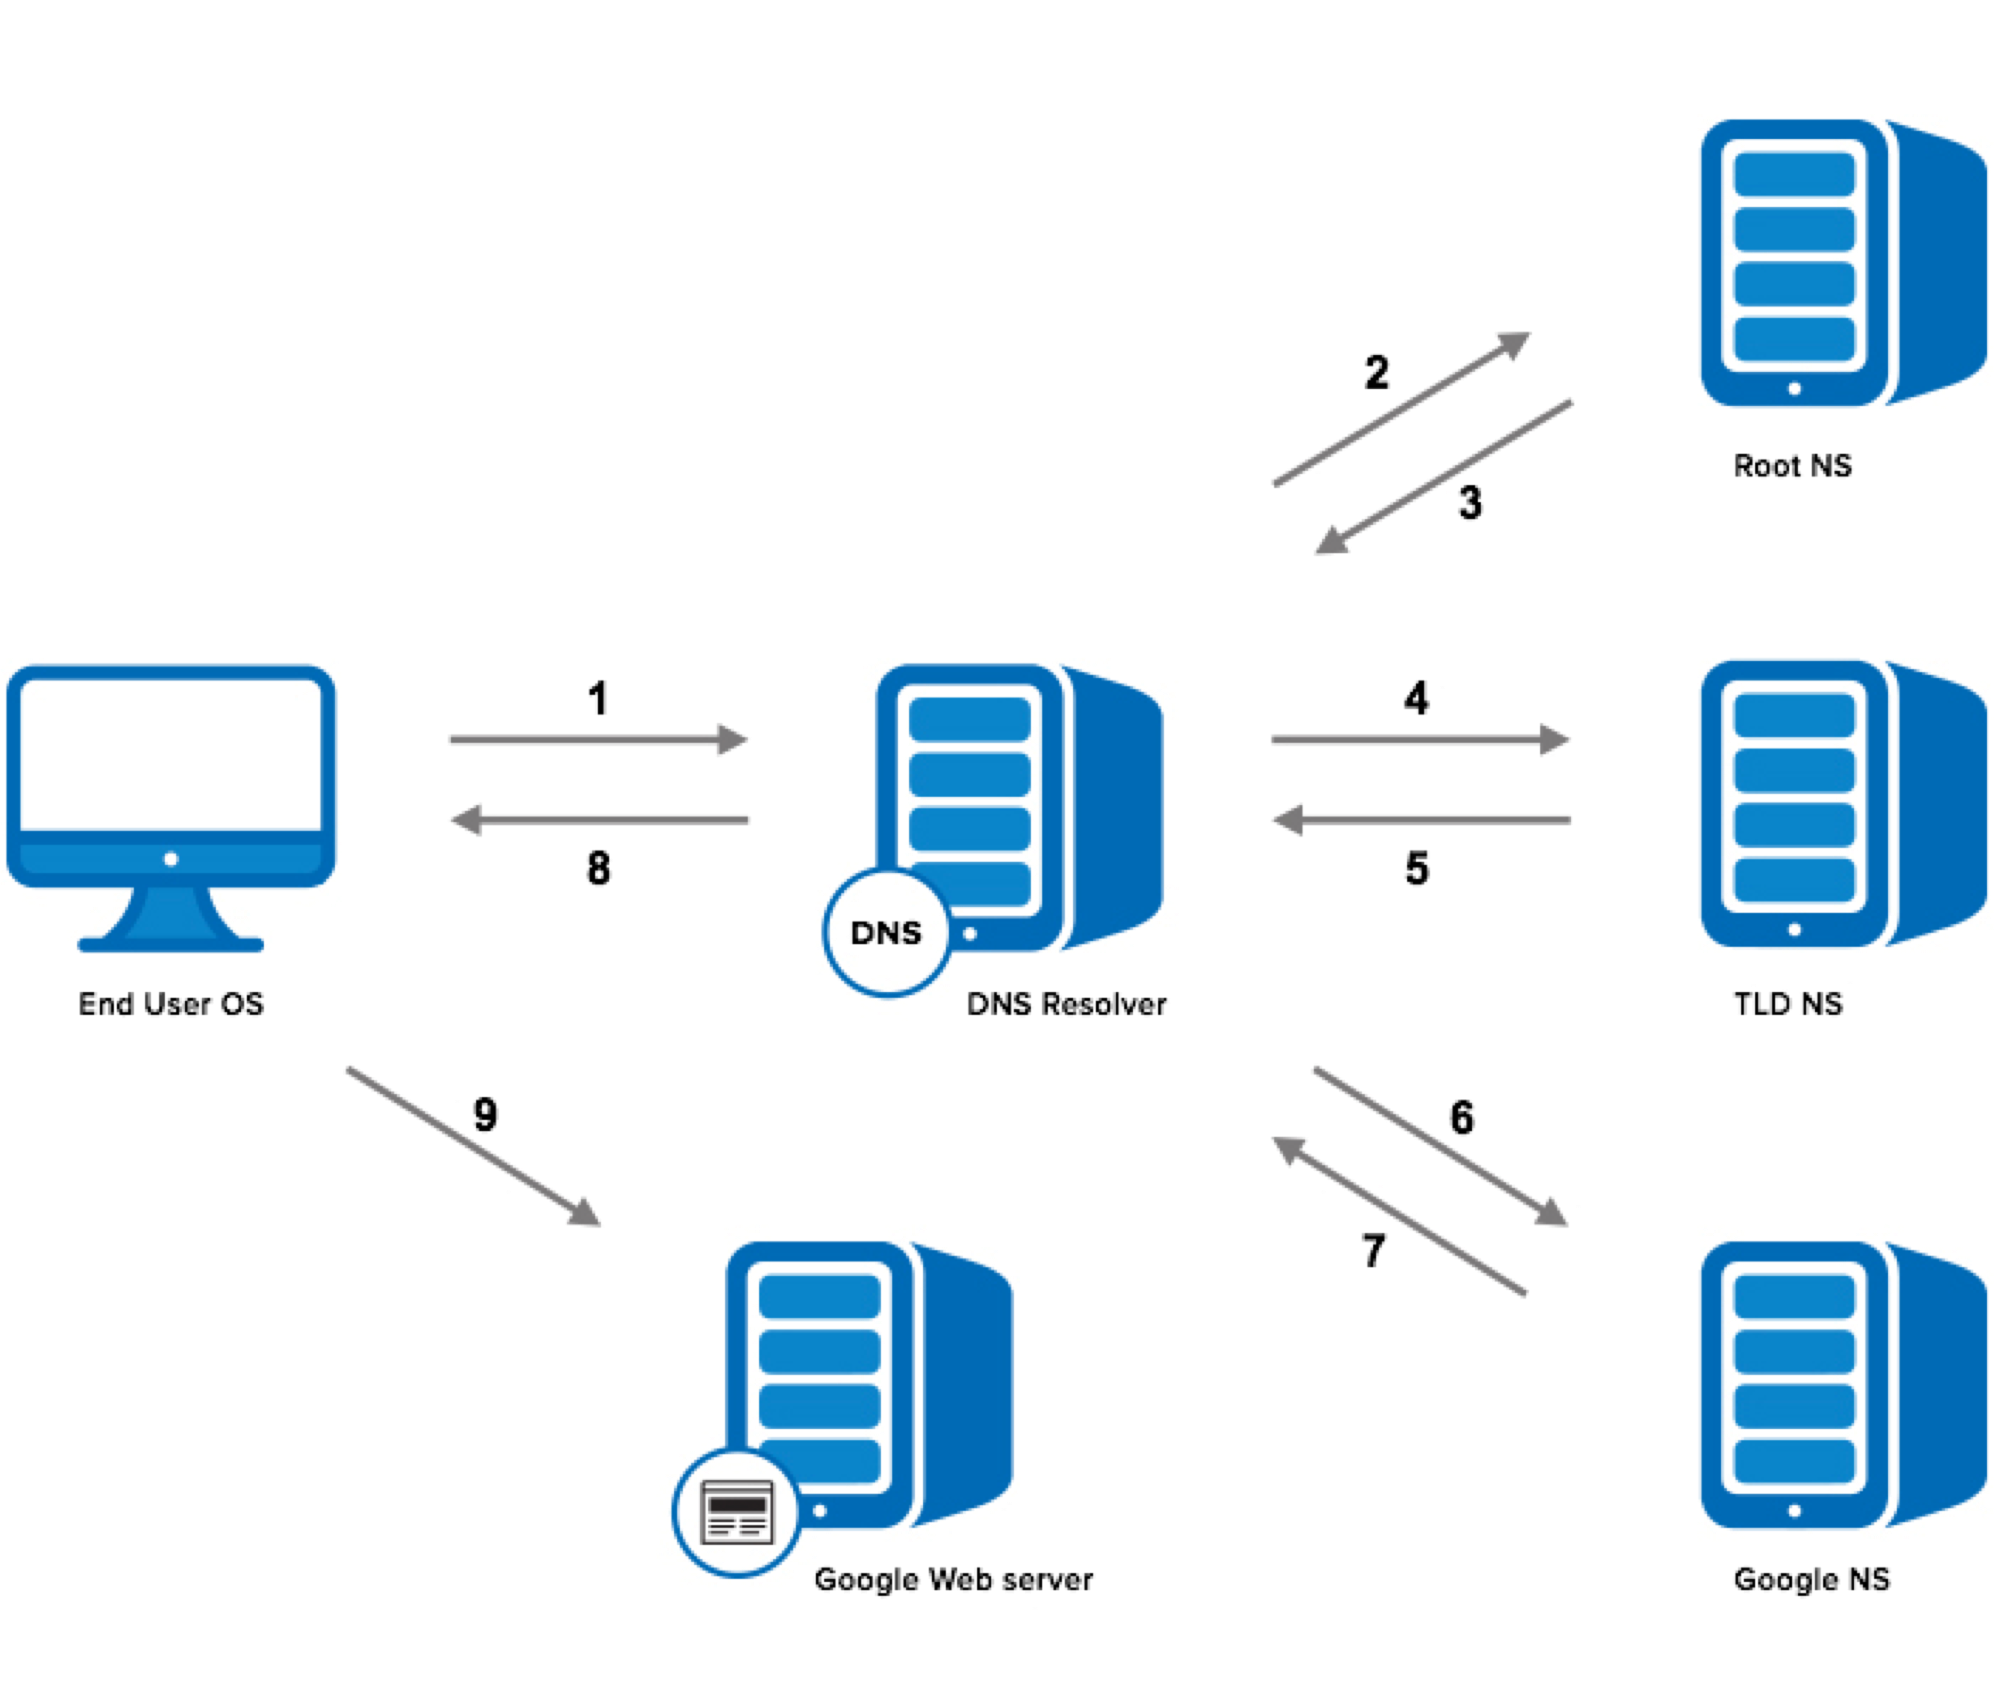 2
Root NS
3
1
4
8
5
DNS
End User OS
DNS Resolver
TLD NS
9
6
7
Google Web server
Google NS